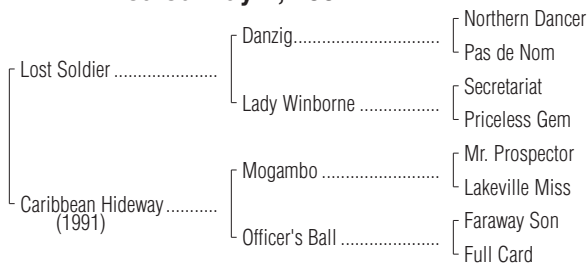 Northern Dancer
Danzig..............................
Pas de Nom
Lost Soldier .....................
Secretariat
Lady Winborne ................
Priceless Gem
Mr. Prospector
Mogambo ........................
Lakeville Miss
Caribbean Hideway..........
(1991)
Faraway Son
Officer's Ball ....................
Full Card